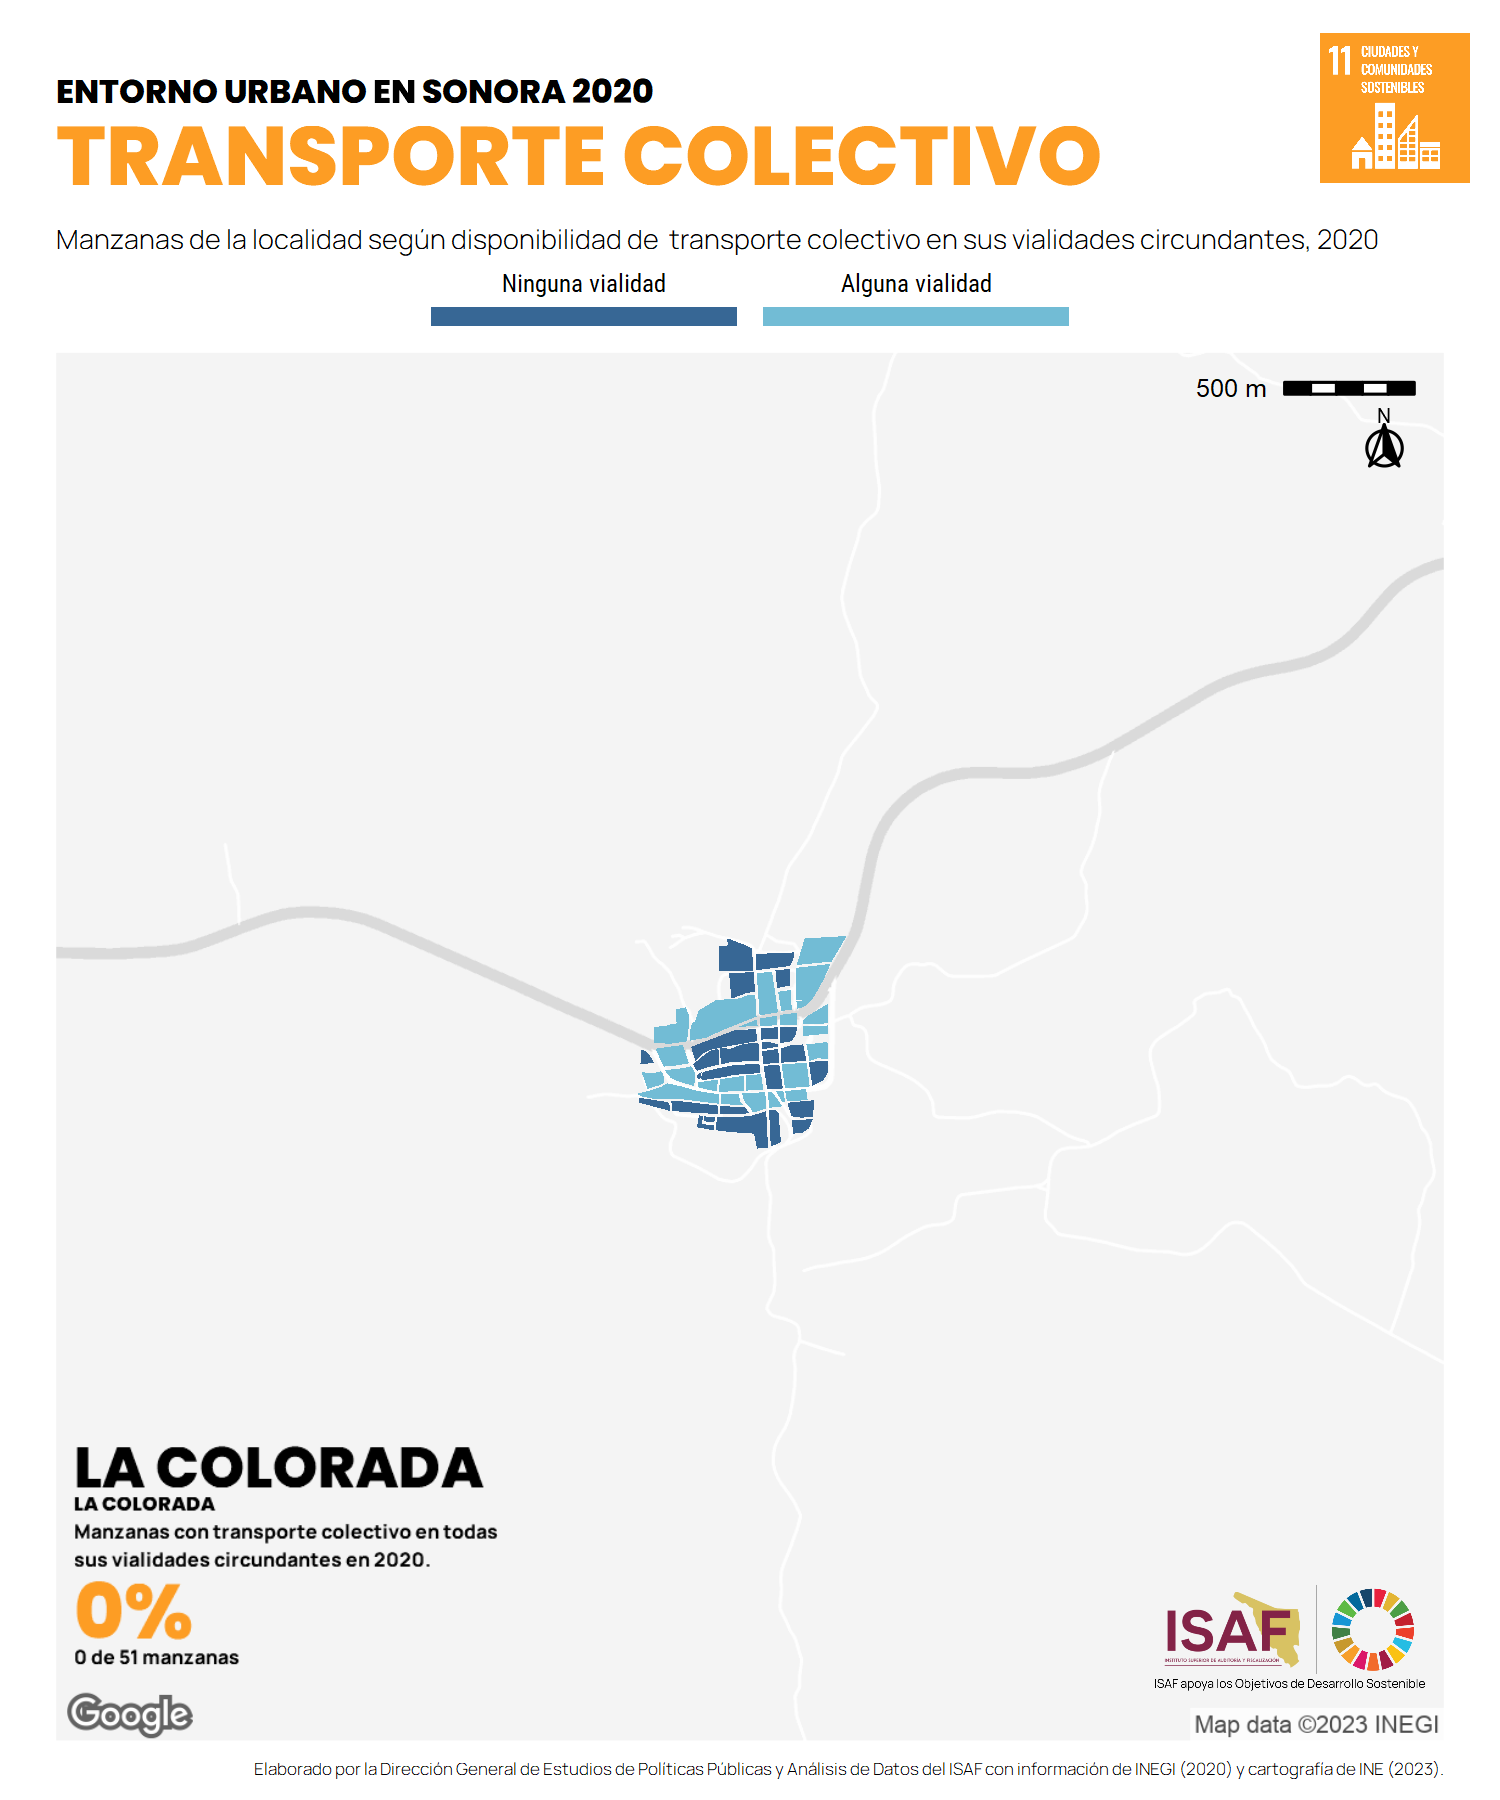 11 CIUDADES Y
COMUNIDADES
SOSTENIBLES
ENTORNO URBANO EN SONORA 2020
TRANSPORTE COLECTIVO
Manzanas de la localidad según disponibilidad de transporte colectivo en sus vialidades circundantes, 2020
Ninguna vialidad
Alguna vialidad
500 m
N
LA COLORADA
LA COLORADA
Manzanas con transporte colectivo en todas
sus vialidades circundantes en 2020.
0%
0 de 51 manzanas
Google
ISAF
INSTITUTO SUPERIOR DE AUDITORÍA Y FISCALIZACIÓN
ISAF apoya los Objetivos de Desarrollo Sostenible
Map data ©2023 INEGI
Elaborado por la Dirección General de Estudios de Políticas Públicas y Análisis de Datos del ISAF con información de INEGI (2020) y cartografía de INE (2023).